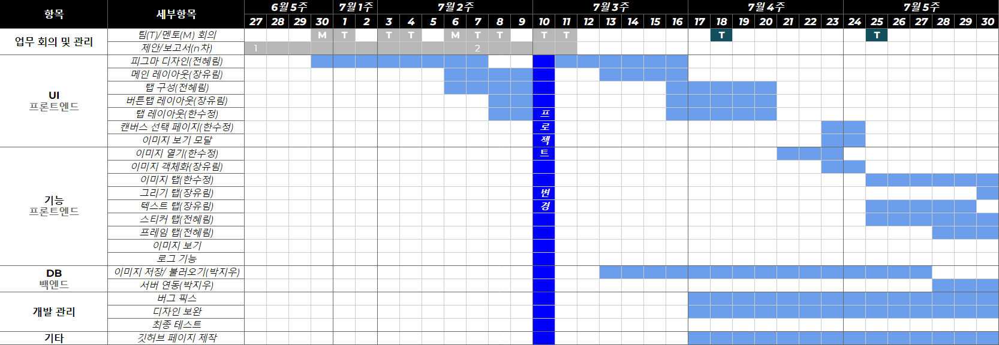 항목 세부항목 6월 5주 7월 1주 7월 2주 7월 3주 7월 4주 7월 5주
27 28 29 30 1 2 3 4 5 6 7 8 9 10 11 12 13 14 15 16 17 18 19 20 21 22 23 24 25 26 27 28 29 30
업무 회의 및 관리
팀(T)/멘토(M) 회의 M T T T M T T T T T T
제안/보고서(n차) 1 2
UI
프론트엔드
피그마 디자인(전혜림)
메인 레이아웃(장유림)
탭 구성(전혜림)
버튼탭 레이아웃(장유림)
탭 레이아웃(한수정)
캔버스 선택 페이지(한수정)
이미지 보기 모달
프로젝트 변경
기능
프론트엔드
이미지 열기(한수정)
이미지 객체화(장유림)
이미지 탭(한수정)
그리기 탭(장유림)
텍스트 탭(장유림)
스티커 탭(전혜림)
프레임 탭(전혜림)
이미지 보기
로그 기능
DB
백엔드
이미지 저장/ 불러오기(박지우)
서버 연동(박지우)
개발 관리
버그 픽스
디자인 보완
최종 테스트
기타 깃허브 페이지 제작